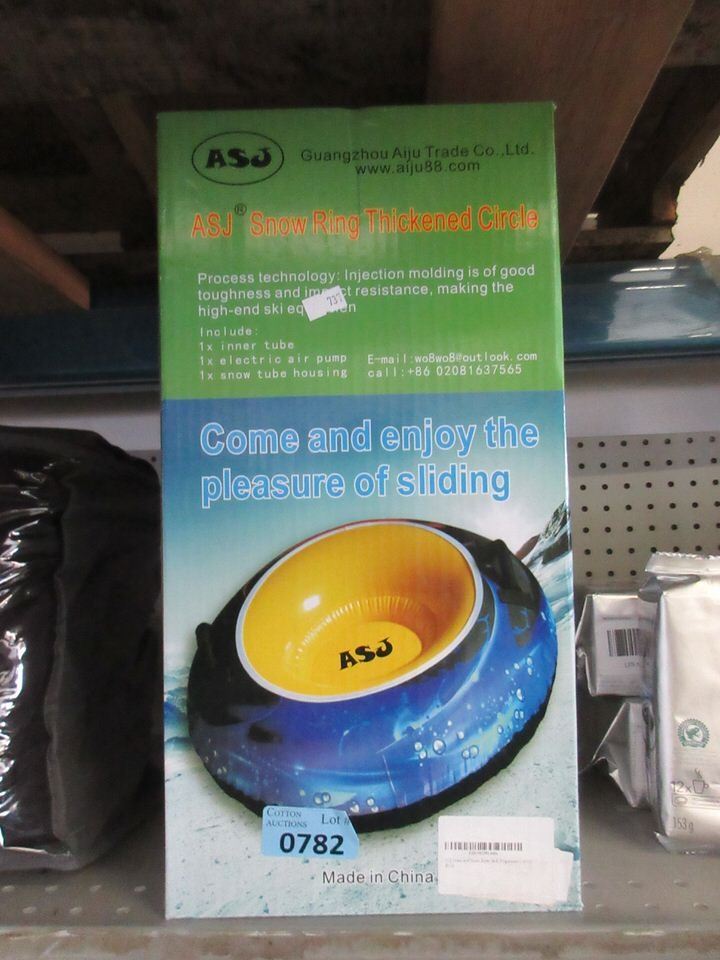 ASJ
Guangzhou Aiju Trade Co.,Ltd.
www.aiju88.com
ASJ® Snow Ring Thickened Circle
Process technology: Injection molding is of good
toughness and resistance, making the
high-end ski
737
Include:
1x inner tube
1x electric air pump
1x snow tube housing
E-mail:wo8wo8@outlook.com
call:+86 02081637565
Come and enjoy the
pleasure of sliding
ASJ
COTTON
AUCTIONS
Lot #
0782
Made in China
12x
353g